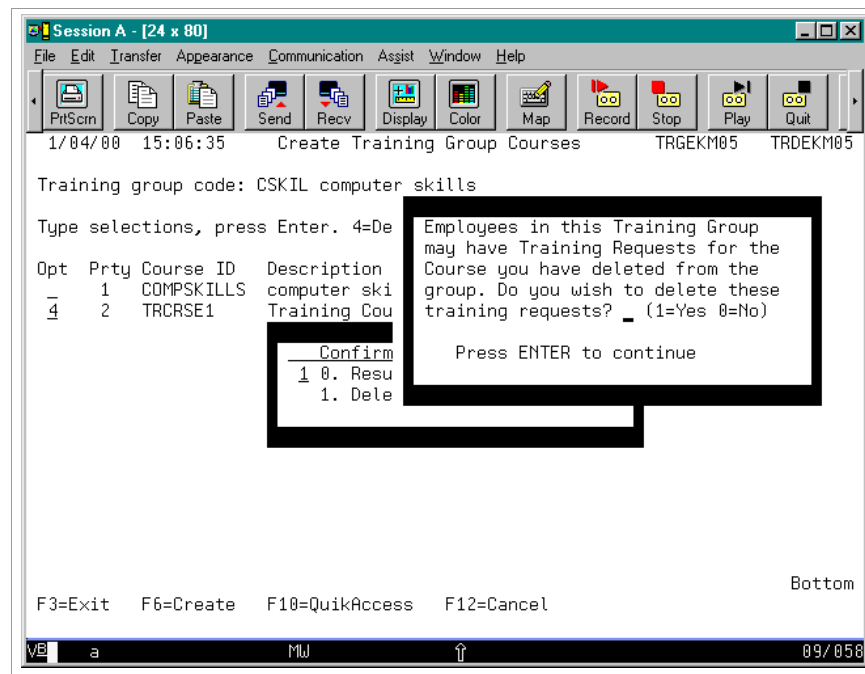 Session A - [24 x 80]
File Edit Transfer Appearance Communication Assist Window Help
PrtScrn Copy Paste Send Recv Display Color Map Record Stop Play Quit
1/04/00 15:06:35 Create Training Group Courses TRGEKM05 TRDEKM05
Training group code: CSKIL computer skills
Type selections, press Enter. 4=De
Opt Prty Course ID Description
_ 1 COMPSKILLS computer ski
4 2 TRCRSE1 Training Cou
Employees in this Training Group
may have Training Requests for the
Course you have deleted from the
group. Do you wish to delete these
training requests? _ (1=Yes 0=No)
Press ENTER to continue
Confirm
1 0. Resu
1. Dele
Bottom
F3=Exit F6=Create F10=QuikAccess F12=Cancel
VB a MW 09/058